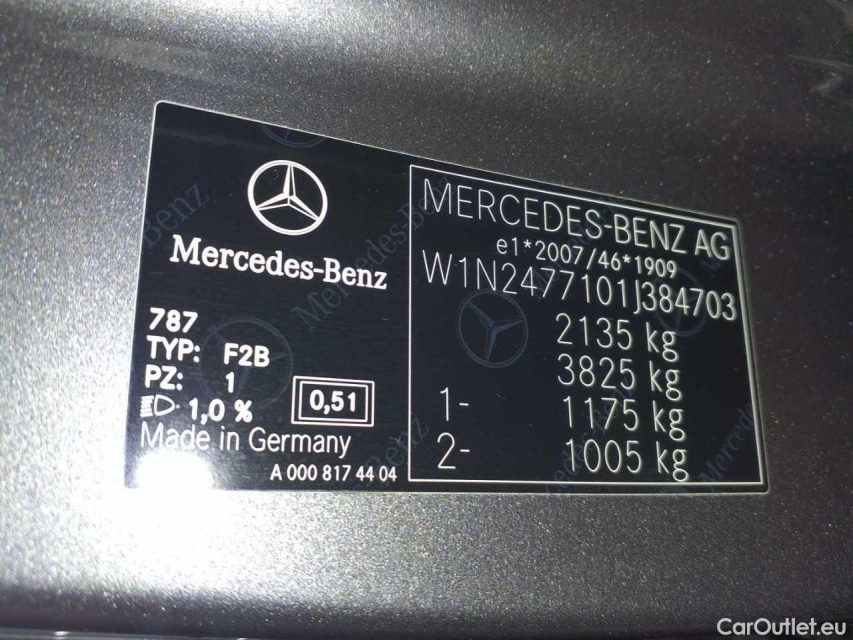 Mercedes-Benz
787
TYP: F2B
PZ: 1
1,0 %
0,51
Made in Germany
A 000 817 44 04
MERCEDES-BENZ AG
e1*2007/46*1909
W1N2477101J384703
2135 kg
3825 kg
1- 1175 kg
2- 1005 kg
CarOutlet.eu